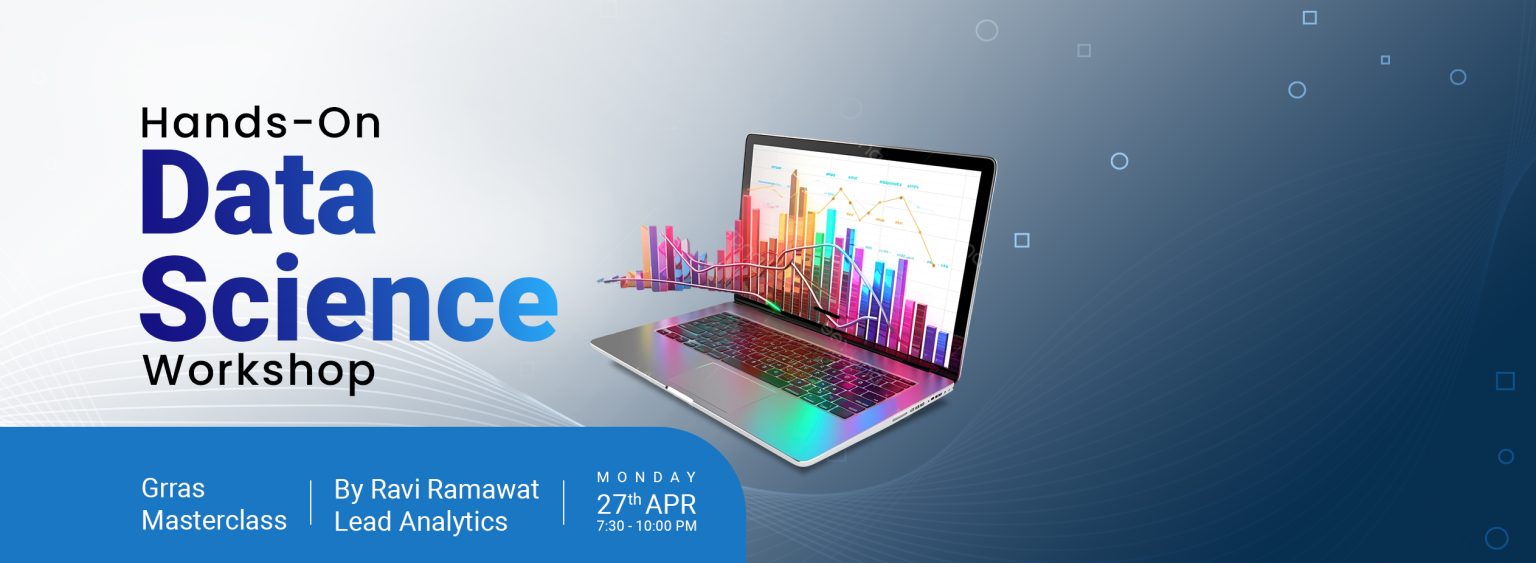 Hands-On
Data
Science
Workshop
Grras
Masterclass
By Ravi Ramawat
Lead Analytics
MONDAY
27th APR
7:30 - 10:00 PM